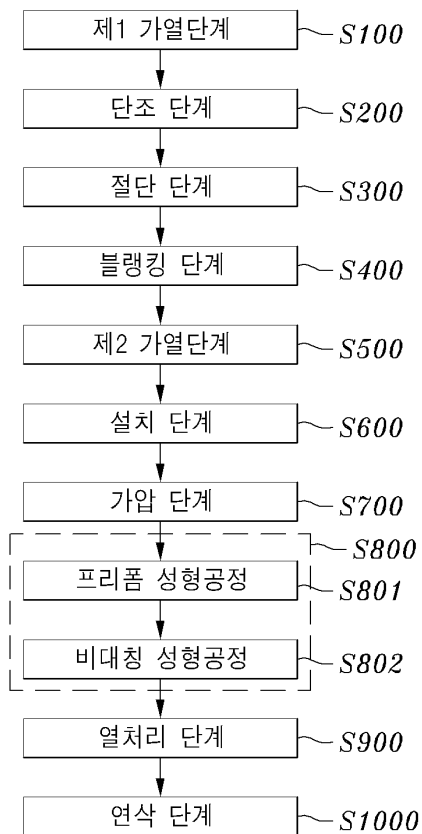 제1 가열단계 S100
단조 단계 S200
절단 단계 S300
블랭킹 단계 S400
제2 가열단계 S500
설치 단계 S600
가압 단계 S700
S800
프리폼 성형공정 S801
비대칭 성형공정 S802
열처리 단계 S900
연삭 단계 S1000